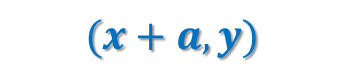 (x + a, y)